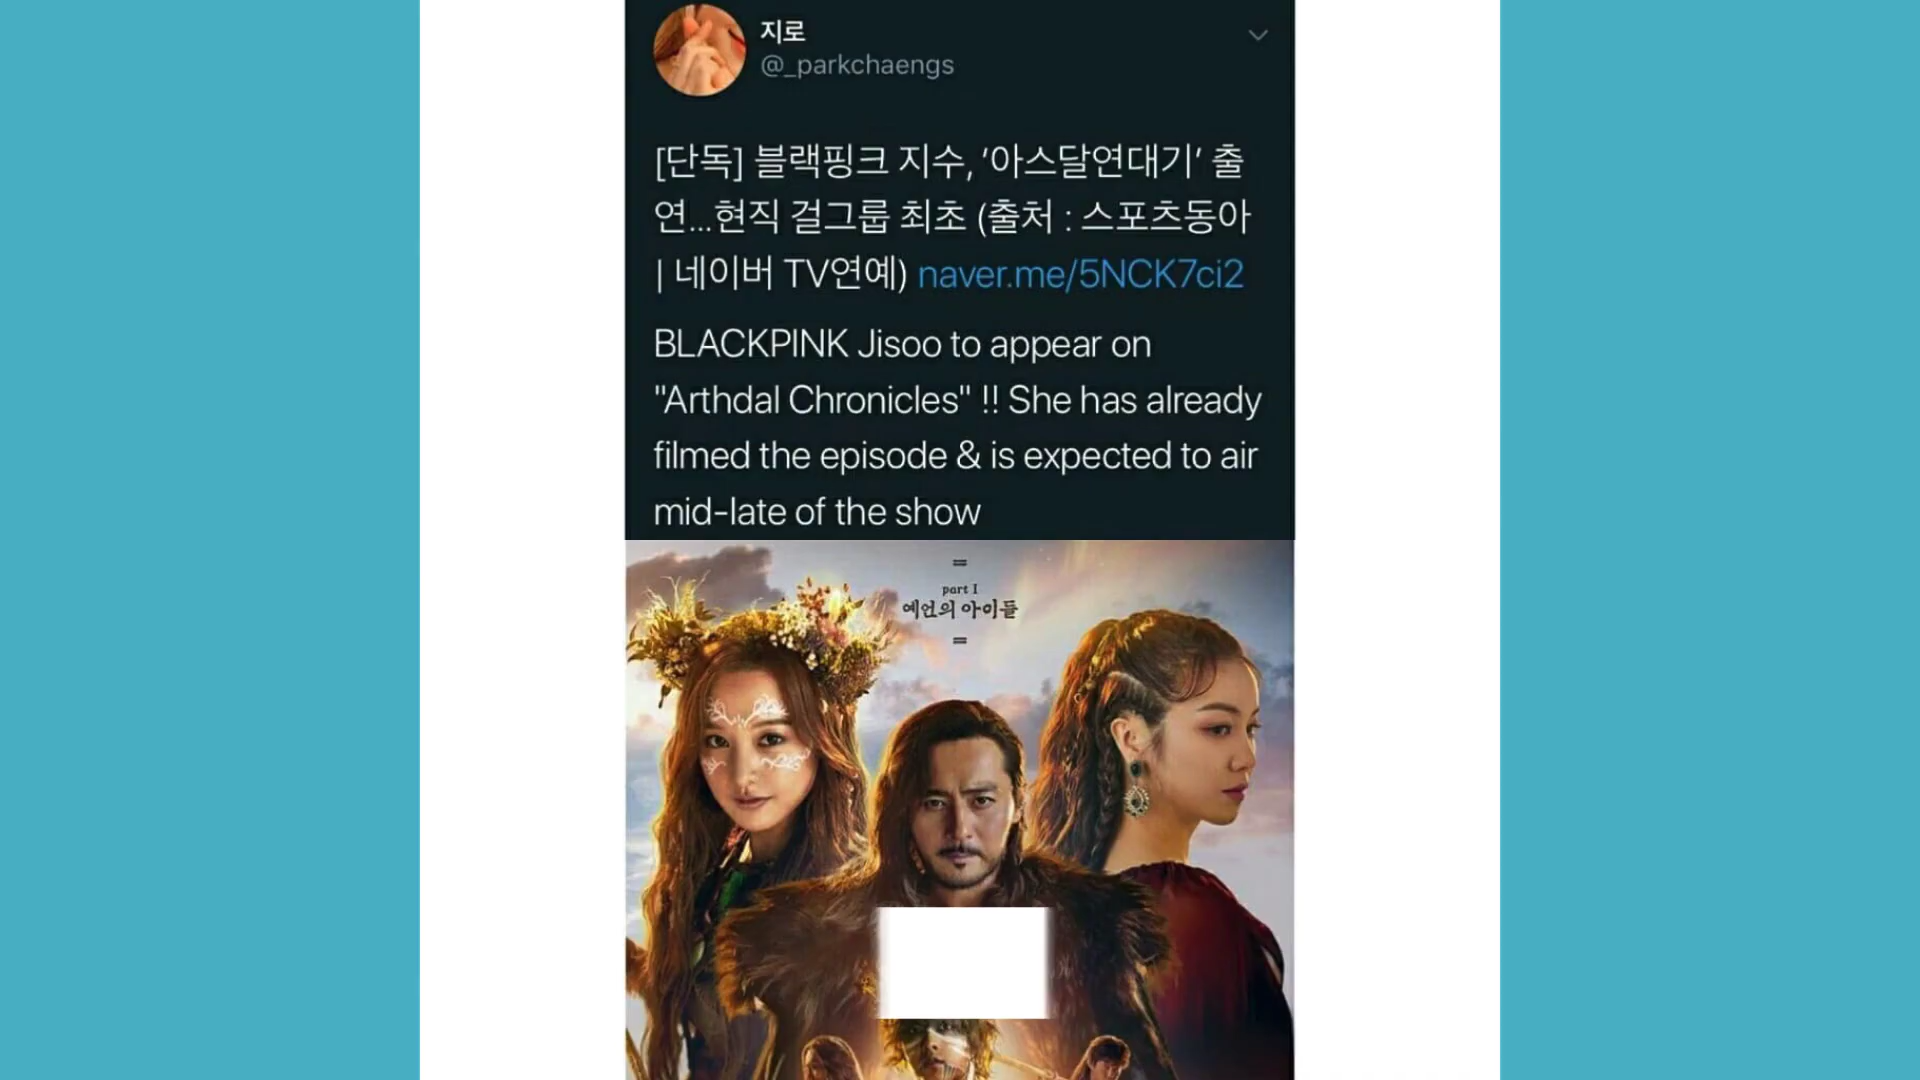 지로
@_parkchaengs
[단독] 블랙핑크 지수, ‘아스달연대기’ 출
연...현직 걸그룹 최초 (출처 : 스포츠동아
| 네이버 TV연예) naver.me/5NCK7ci2
BLACKPINK Jisoo to appear on
"Arthdal Chronicles" !! She has already
filmed the episode & is expected to air
mid-late of the show
part I
예언의 아이들